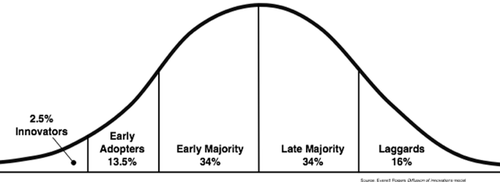 2.5%
Innovators
Early
Adopters
13.5%
Early Majority
34%
Late Majority
34%
Laggards
16%
Source: Everett Rogers Diffusion of Innovations model